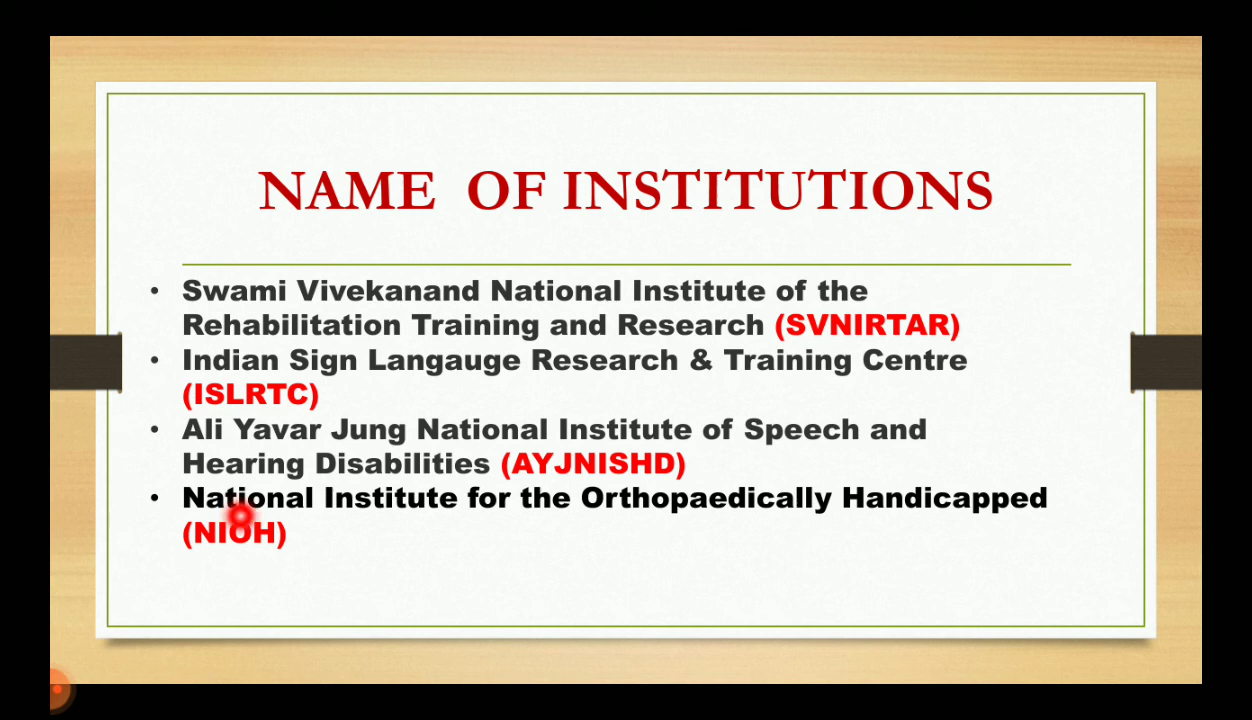 NAME OF INSTITUTIONS
• Swami Vivekanand National Institute of the
Rehabilitation Training and Research (SVNIRTAR)
• Indian Sign Langauge Research & Training Centre
(ISLRTC)
• Ali Yavar Jung National Institute of Speech and
Hearing Disabilities (AYJNISHD)
• National Institute for the Orthopaedically Handicapped
(NIOH)